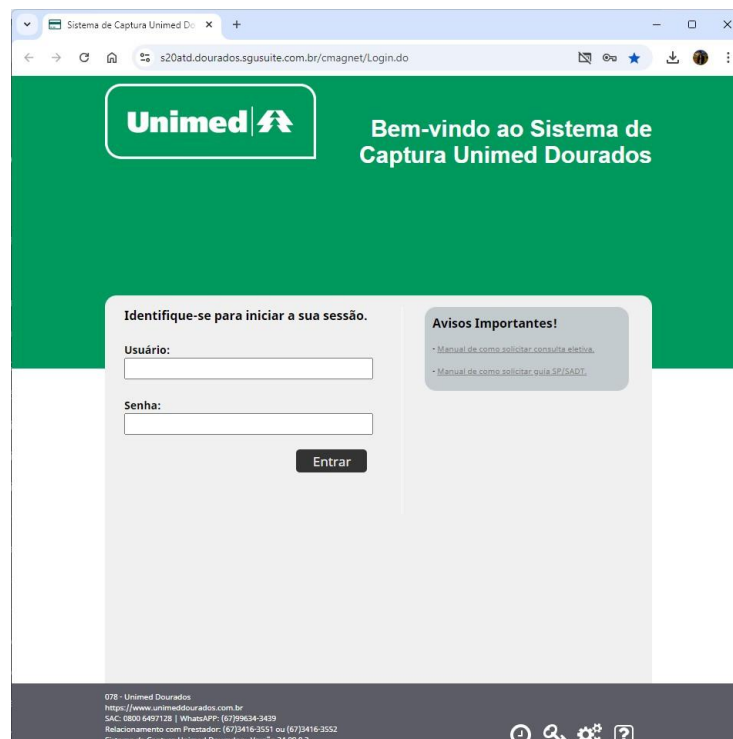 Sistema de Captura Unimed Do
s20atd.dourados.sgusuite.com.br/cmagnet/Login.do
Unimed
Bem-vindo ao Sistema de
Captura Unimed Dourados
Identifique-se para iniciar a sua sessão.
Usuário:
Senha:
Entrar
Avisos Importantes!
- Manual de como solicitar consulta eletiva.
- Manual de como solicitar guia SP/SADT.
078 - Unimed Dourados
https://www.unimeddourados.com.br
SAC: 0800 6497128 | WhatsAPP: (67)99634-3439
Relacionamento com Prestador: (67)3416-3551 ou (67)3416-3552